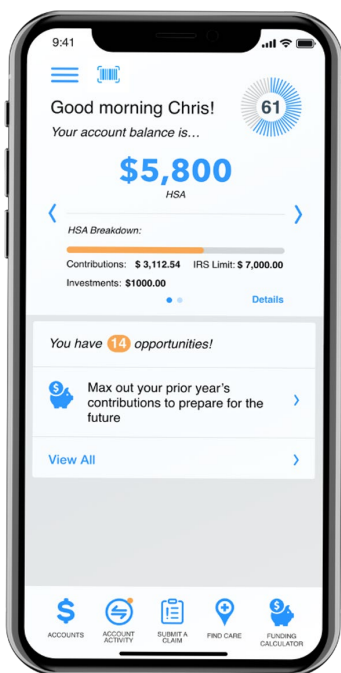 9:41
Good morning Chris!
61
Your account balance is...
$5,800
HSA
HSA Breakdown:
Contributions: $ 3,112.54 IRS Limit: $ 7,000.00
Investments: $1000.00
Details
You have 14 opportunities!
Max out your prior year's
contributions to prepare for the
future
View All
ACCOUNTS
ACCOUNT
ACTIVITY
SUBMIT A
CLAIM
FIND CARE
FUNDING
CALCULATOR